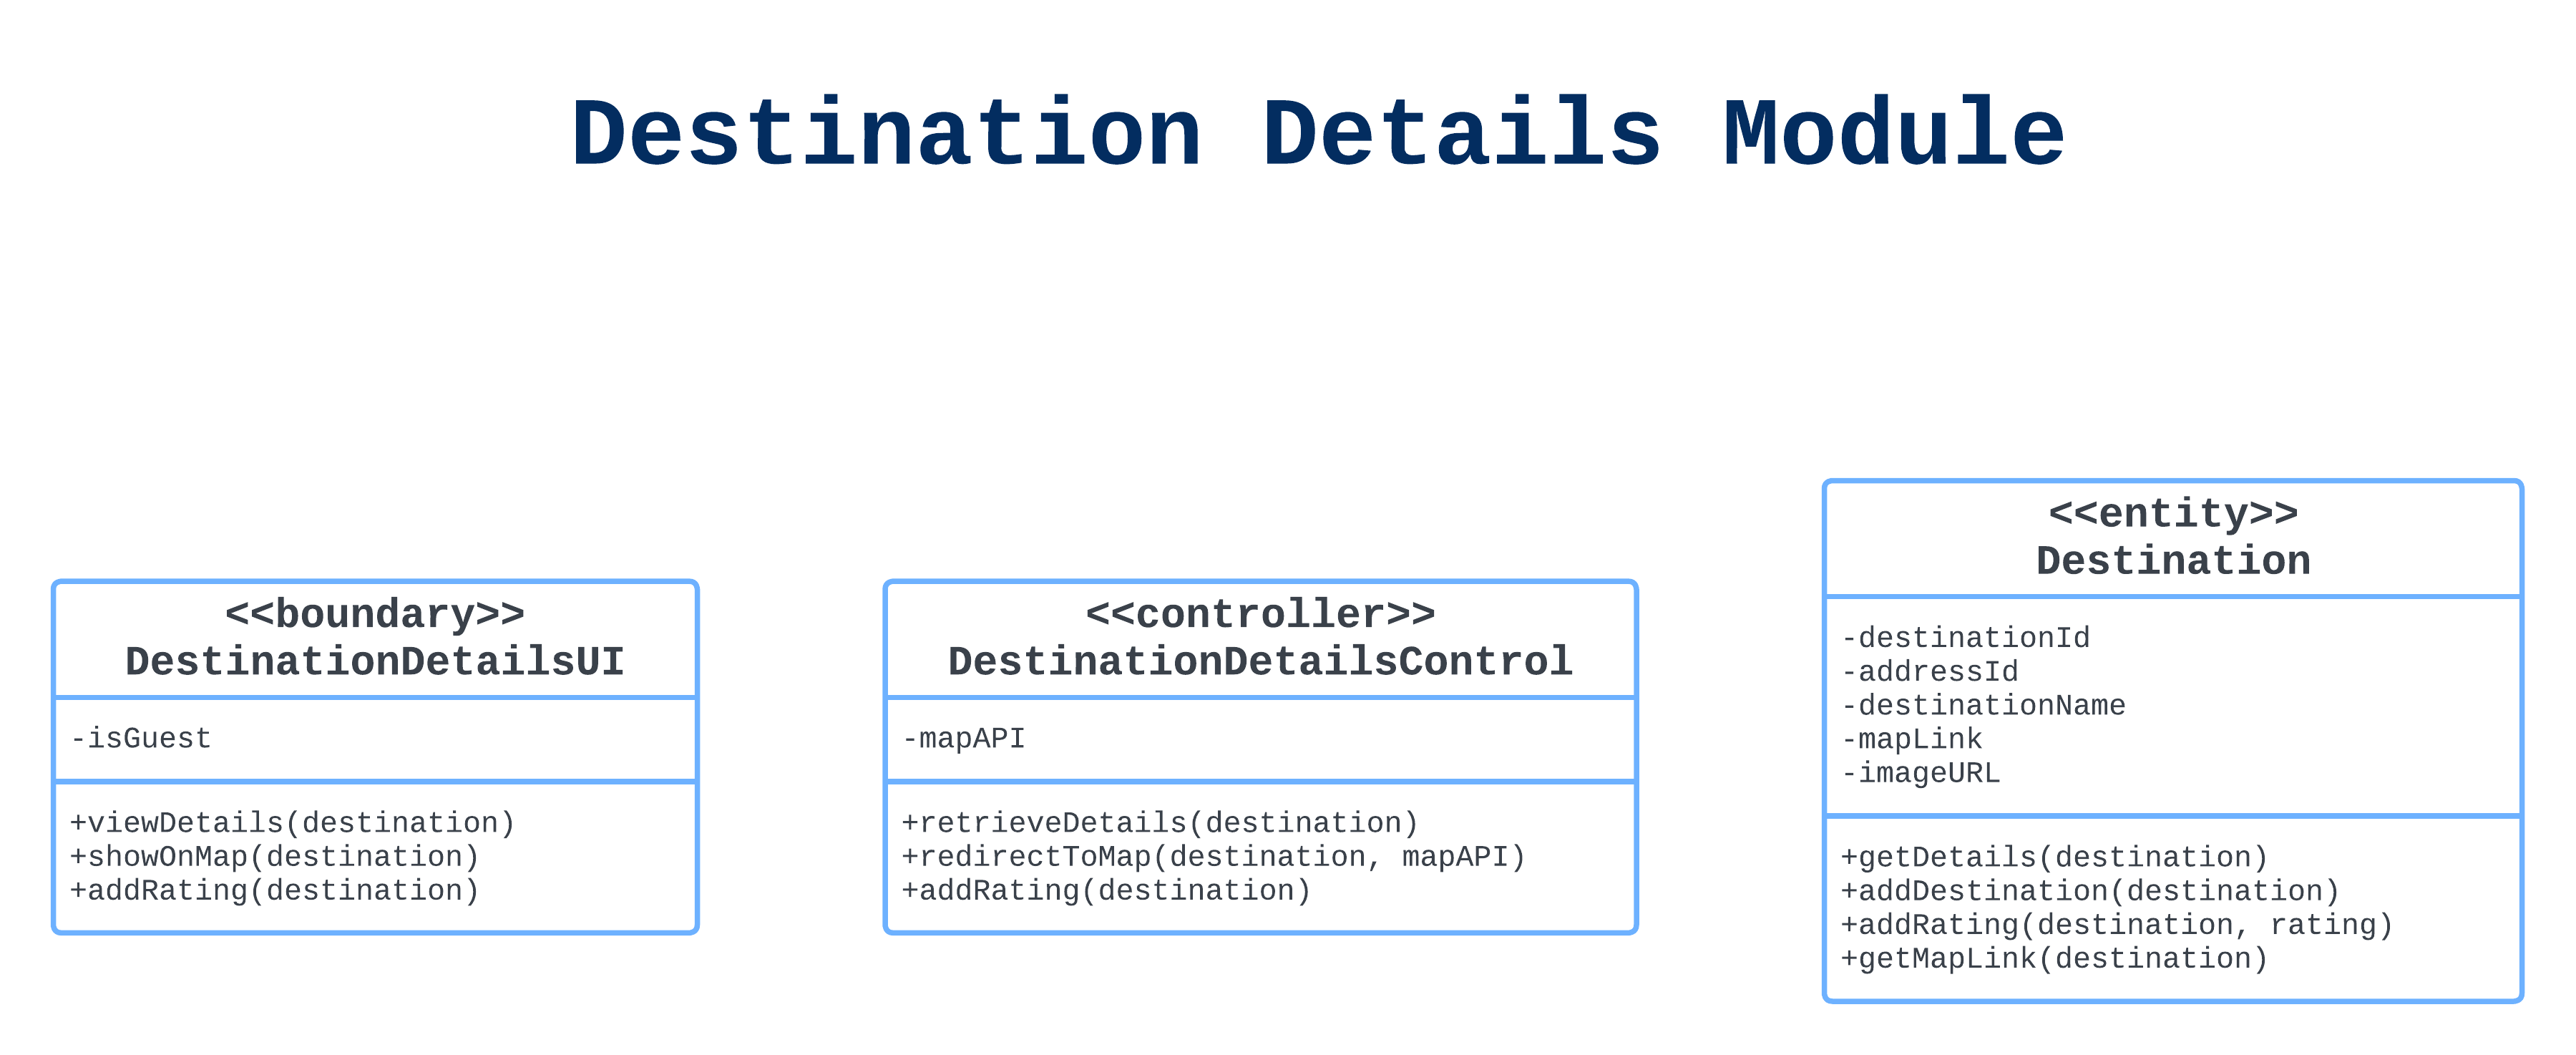 Destination Details Module
<<boundary>>
DestinationDetailsUI
-isGuest
+viewDetails(destination)
+showOnMap(destination)
+addRating(destination)
<<controller>>
DestinationDetailsControl
-mapAPI
+retrieveDetails(destination)
+redirectToMap(destination, mapAPI)
+addRating(destination)
<<entity>>
Destination
-destinationId
-addressId
-destinationName
-mapLink
-imageURL
+getDetails(destination)
+addDestination(destination)
+addRating(destination, rating)
+getMapLink(destination)